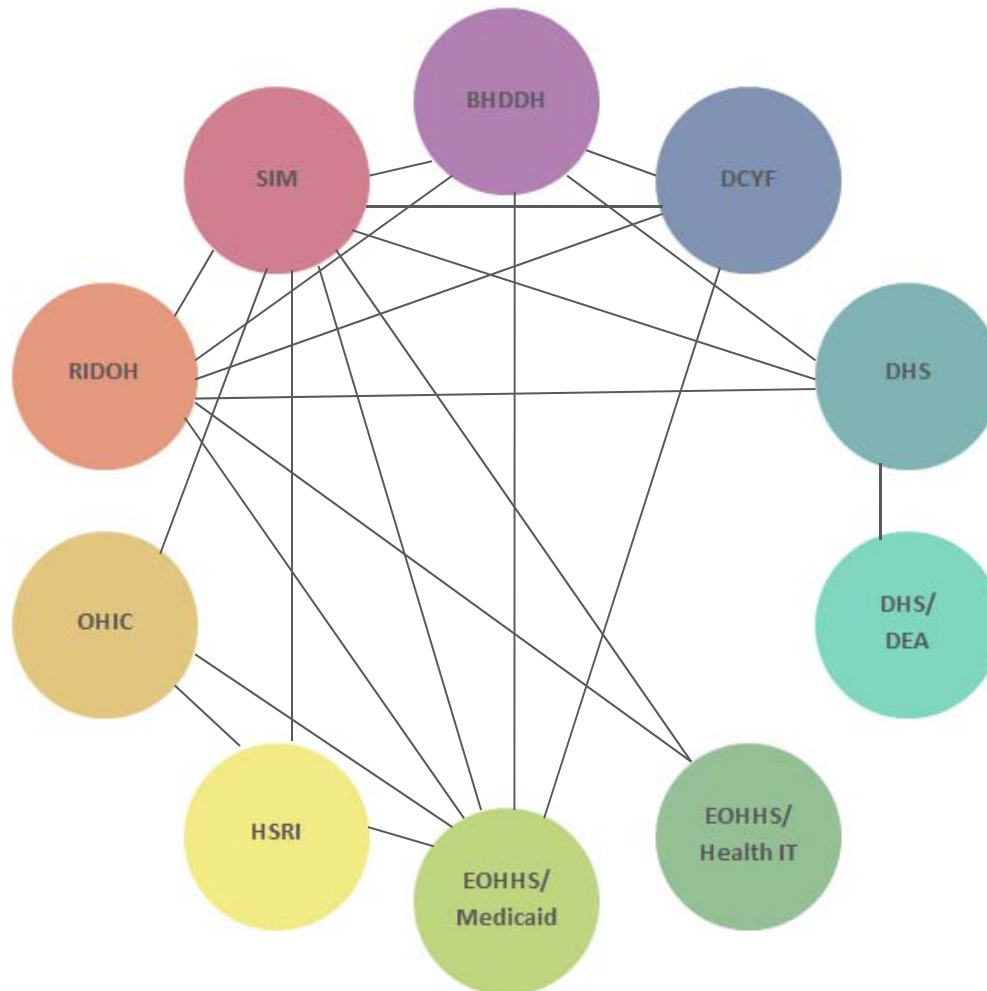 BHDDH
SIM
DCYF
RIDOH
DHS
OHIC
DHS/
DEA
HSRI
EOHHS/
Health IT
EOHHS/
Medicaid